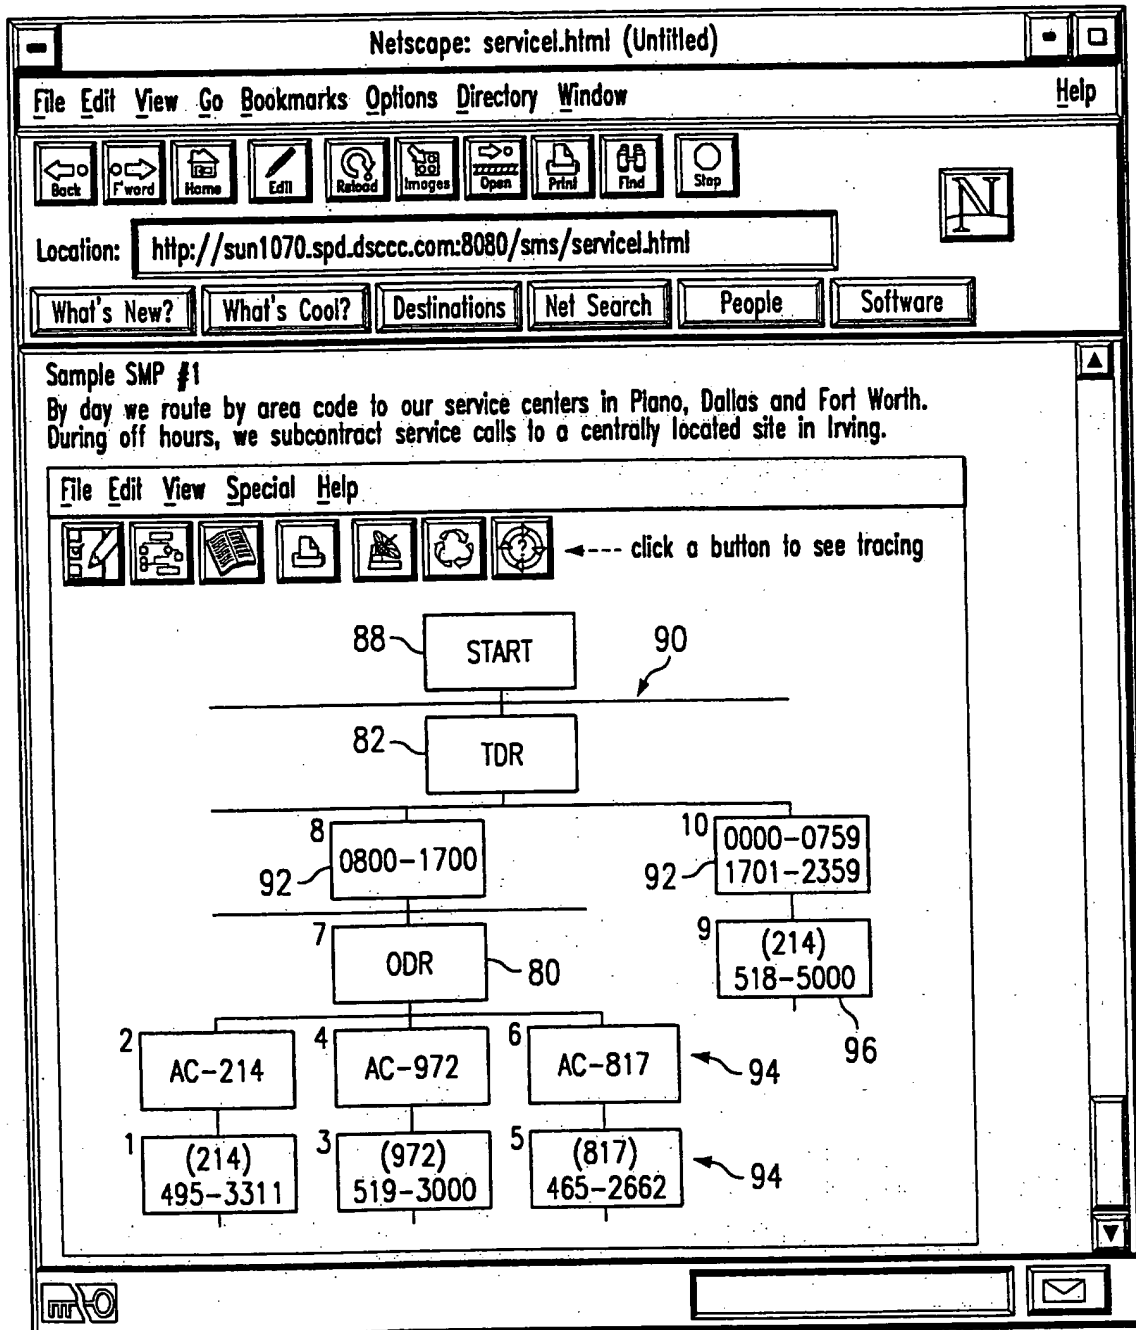 Netscape: servicel.html (Untitled)
File Edit View Go Bookmarks Options Directory Window Help
Back F'word Home Edit Reload Images Open Print Find Stop
N
Location: http://sun1070.spd.dsccc.com:8080/sms/servicel.html
What's New? What's Cool? Destinations Net Search People Software
Sample SMP #1
By day we route by area code to our service centers in Plano, Dallas and Fort Worth.
During off hours, we subcontract service calls to a centrally located site in Irving.
File Edit View Special Help
? click a button to see tracing
88 START 90
82 TDR
8 0800-1700 92
10 0000-0759
1701-2359 92
7 ODR 80
9 (214)
518-5000 96
2 AC-214 4 AC-972 6 AC-817 94
1 (214) 3 (972) 5 (817) 94
495-3311 519-3000 465-2662